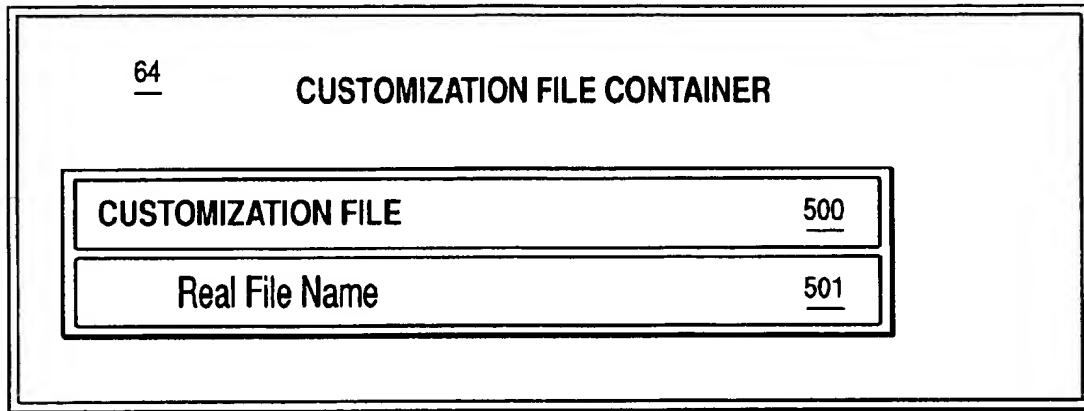 64 CUSTOMIZATION FILE CONTAINER
CUSTOMIZATION FILE 500
Real File Name 501